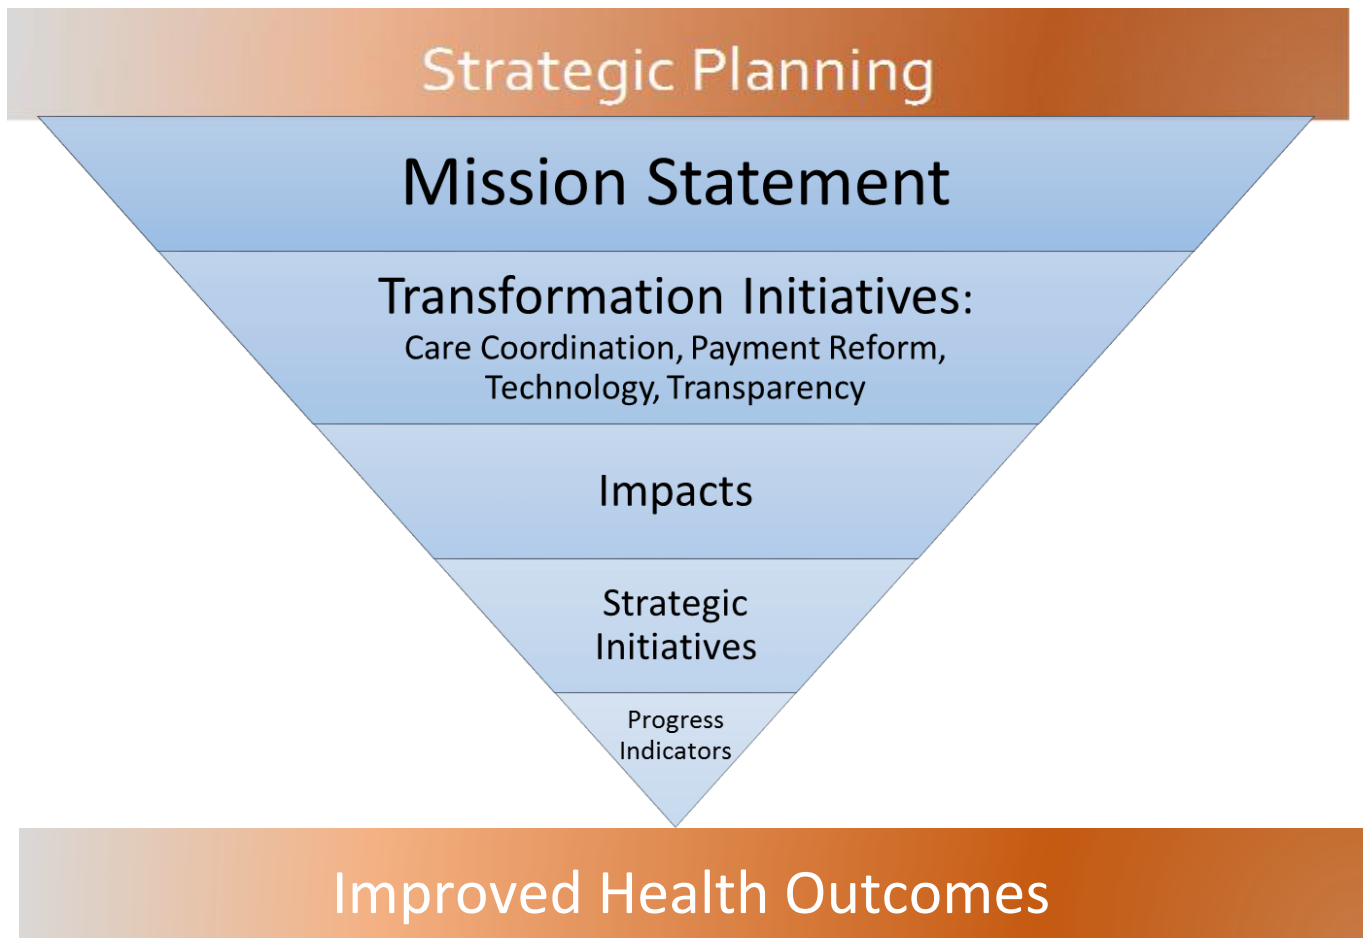 Strategic Planning
Mission Statement
Transformation Initiatives:
Care Coordination, Payment Reform,
Technology, Transparency
Impacts
Strategic
Initiatives
Progress
Indicators
Improved Health Outcomes